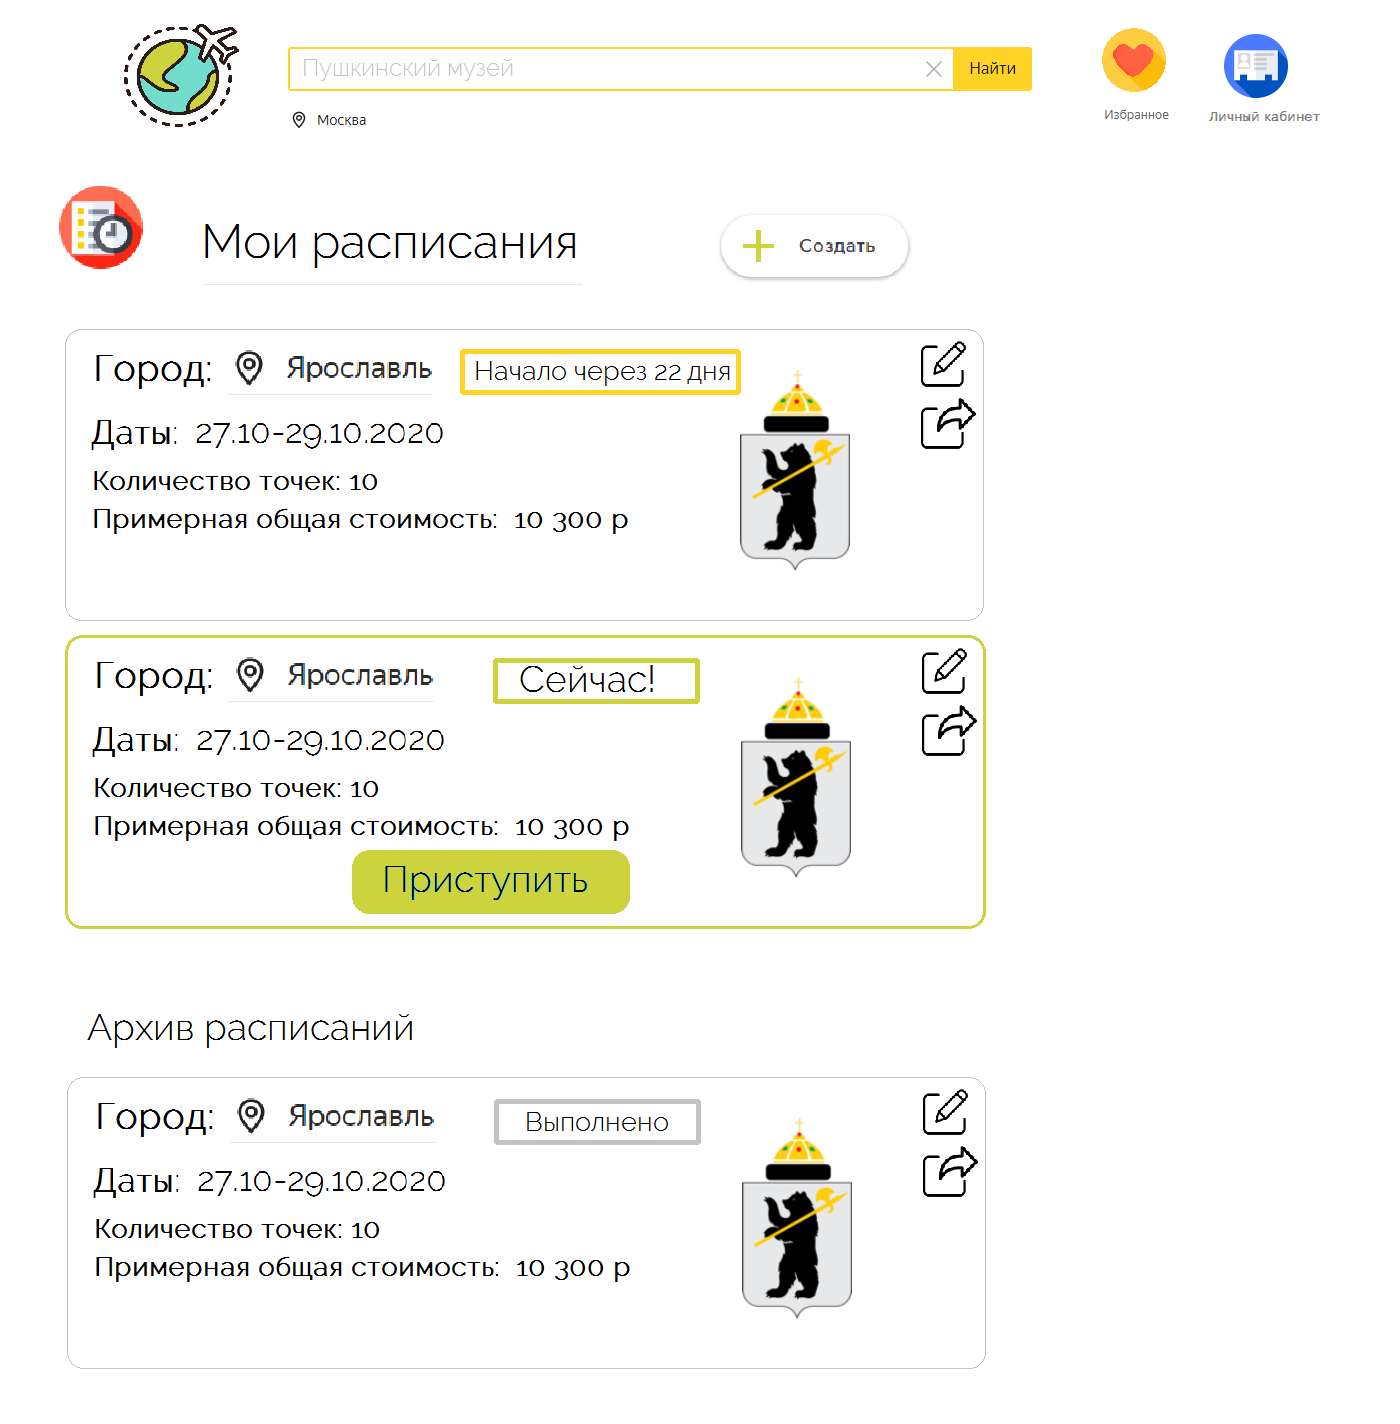 Пушкинский музей
Найти
Москва
Избранное
Личный кабинет
Мои расписания
Создать
Город: Ярославль
Начало через 22 дня
Даты: 27.10-29.10.2020
Количество точек: 10
Примерная общая стоимость: 10 300 р
Город: Ярославль
Сейчас!
Даты: 27.10-29.10.2020
Количество точек: 10
Примерная общая стоимость: 10 300 р
Приступить
Архив расписаний
Город: Ярославль
Выполнено
Даты: 27.10-29.10.2020
Количество точек: 10
Примерная общая стоимость: 10 300 р